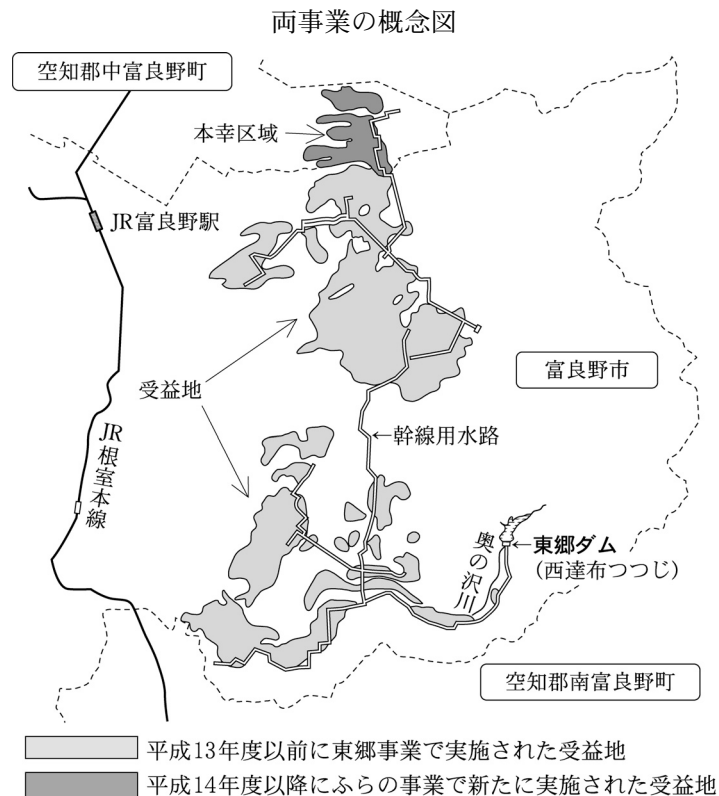 両事業の概念図
空知郡中富良野町
本幸区域
JR富良野駅
受益地
富良野市
JR根室本線
←幹線用水路
奥の沢川
←東郷ダム
(西達布つつじ)
空知郡南富良野町
平成13年度以前に東郷事業で実施された受益地
平成14年度以降にふらの事業で新たに実施された受益地